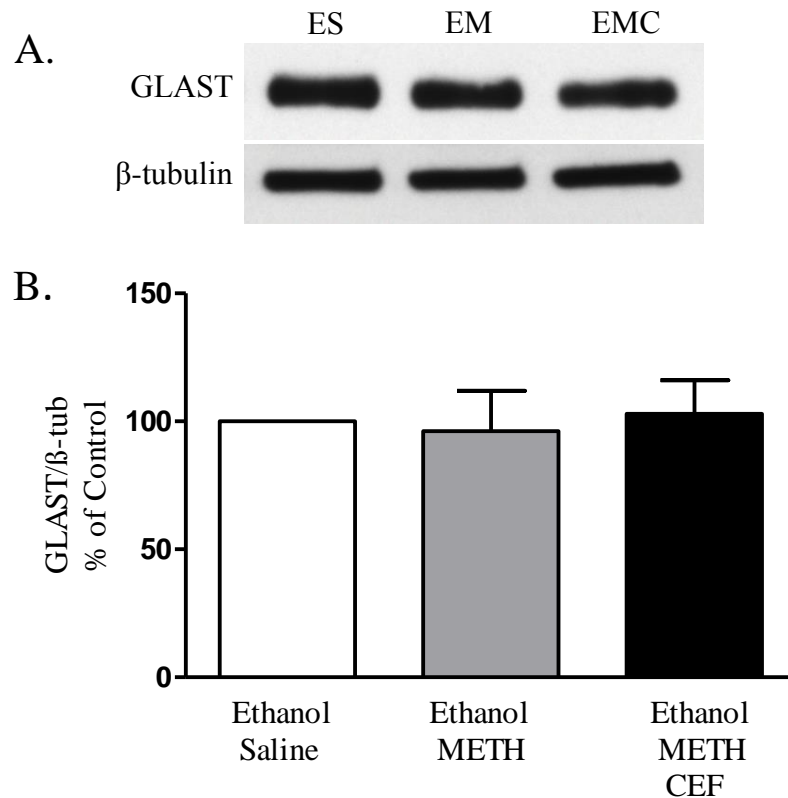 A.
ES EM EMC
GLAST
β-tubulin
B.
GLAST/ß-tub
% of Control
150
100
50
0
Ethanol
Saline
Ethanol
METH
Ethanol
METH
CEF